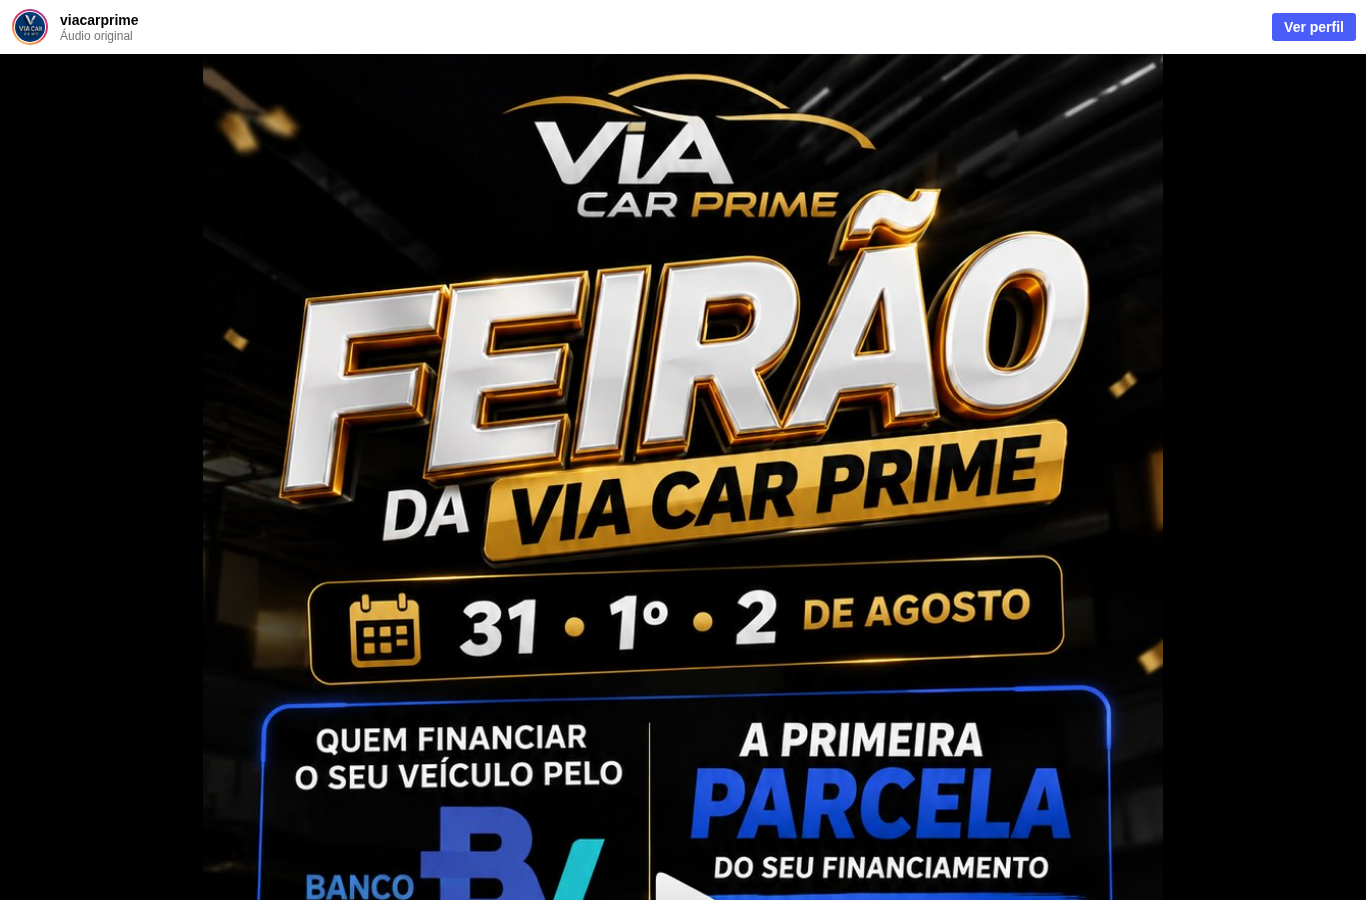 viacarprime
Áudio original
Ver perfil
ViA
CAR PRIME
FEIRÃO
DA VIA CAR PRIME
31 • 1º • 2 DE AGOSTO
QUEM FINANCIAR
O SEU VEÍCULO PELO
BANCO BV
A PRIMEIRA
PARCELA
DO SEU FINANCIAMENTO